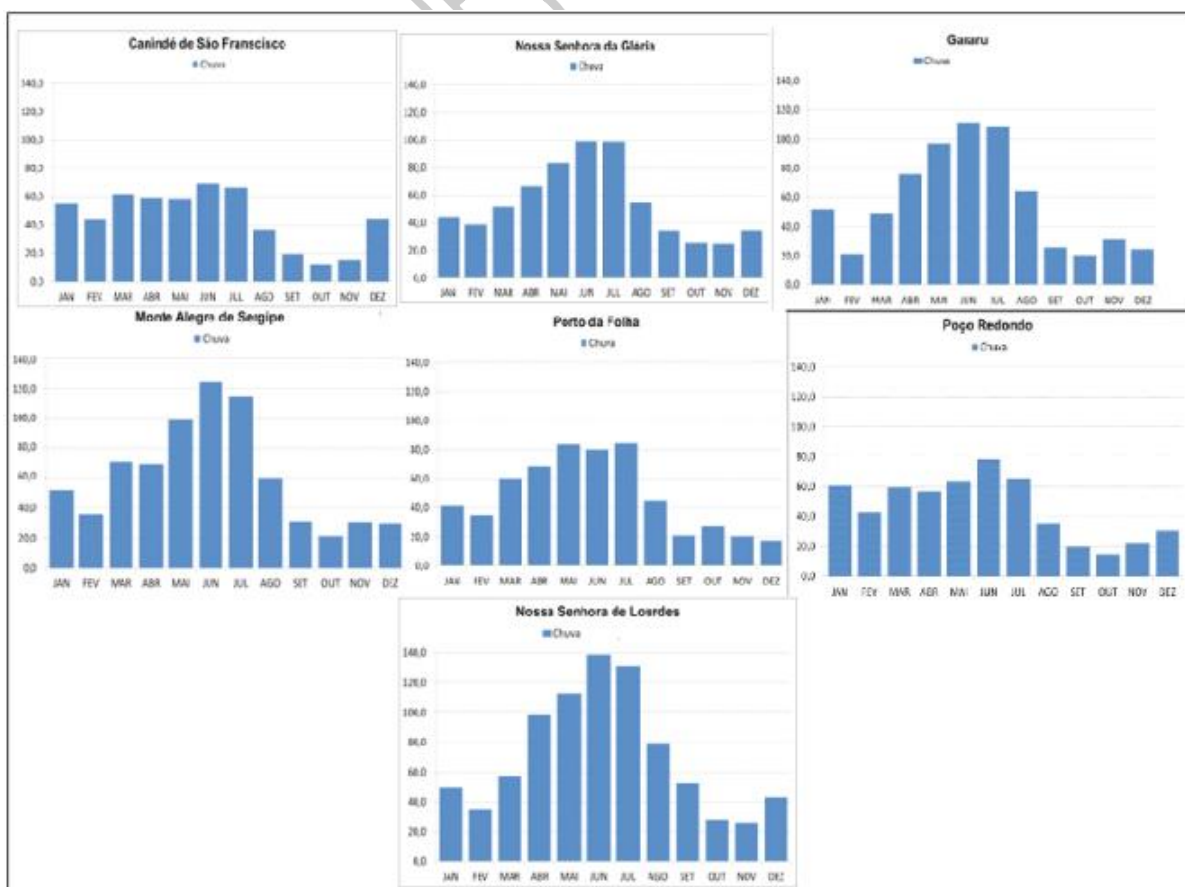 Canindé de São Franscisco
Chuva
140,0
120,0
100,0
80,0
60,0
40,0
20,0
0,0
JAN FEV MAR ABR MAI JUN JUL AGO SET OUT NOV DEZ
Nossa Senhora da Glória
Chuva
140,0
120,0
100,0
80,0
60,0
40,0
20,0
0,0
JAN FEV MAR ABR MAI JUN JUL AGO SET OUT NOV DEZ
Gararu
Chuva
140,0
120,0
100,0
80,0
60,0
40,0
20,0
0,0
JAN FEV MAR ABR MAI JUN JUL AGO SET OUT NOV DEZ
Monte Alegre de Sergipe
Chuva
140,0
120,0
100,0
80,0
60,0
40,0
20,0
0,0
JAN FEV MAR ABR MAI JUN JUL AGO SET OUT NOV DEZ
Porto da Folha
Chuva
140,0
120,0
100,0
80,0
60,0
40,0
20,0
0,0
JAN FEV MAR ABR MAI JUN JUL AGO SET OUT NOV DEZ
Poço Redondo
Chuva
140,0
120,0
100,0
80,0
60,0
40,0
20,0
0,0
JAN FEV MAR ABR MAI JUN JUL AGO SET OUT NOV DEZ
Nossa Senhora de Lourdes
Chuva
140,0
120,0
100,0
80,0
60,0
40,0
20,0
0,0
JAN FEV MAR ABR MAI JUN JUL AGO SET OUT NOV DEZ